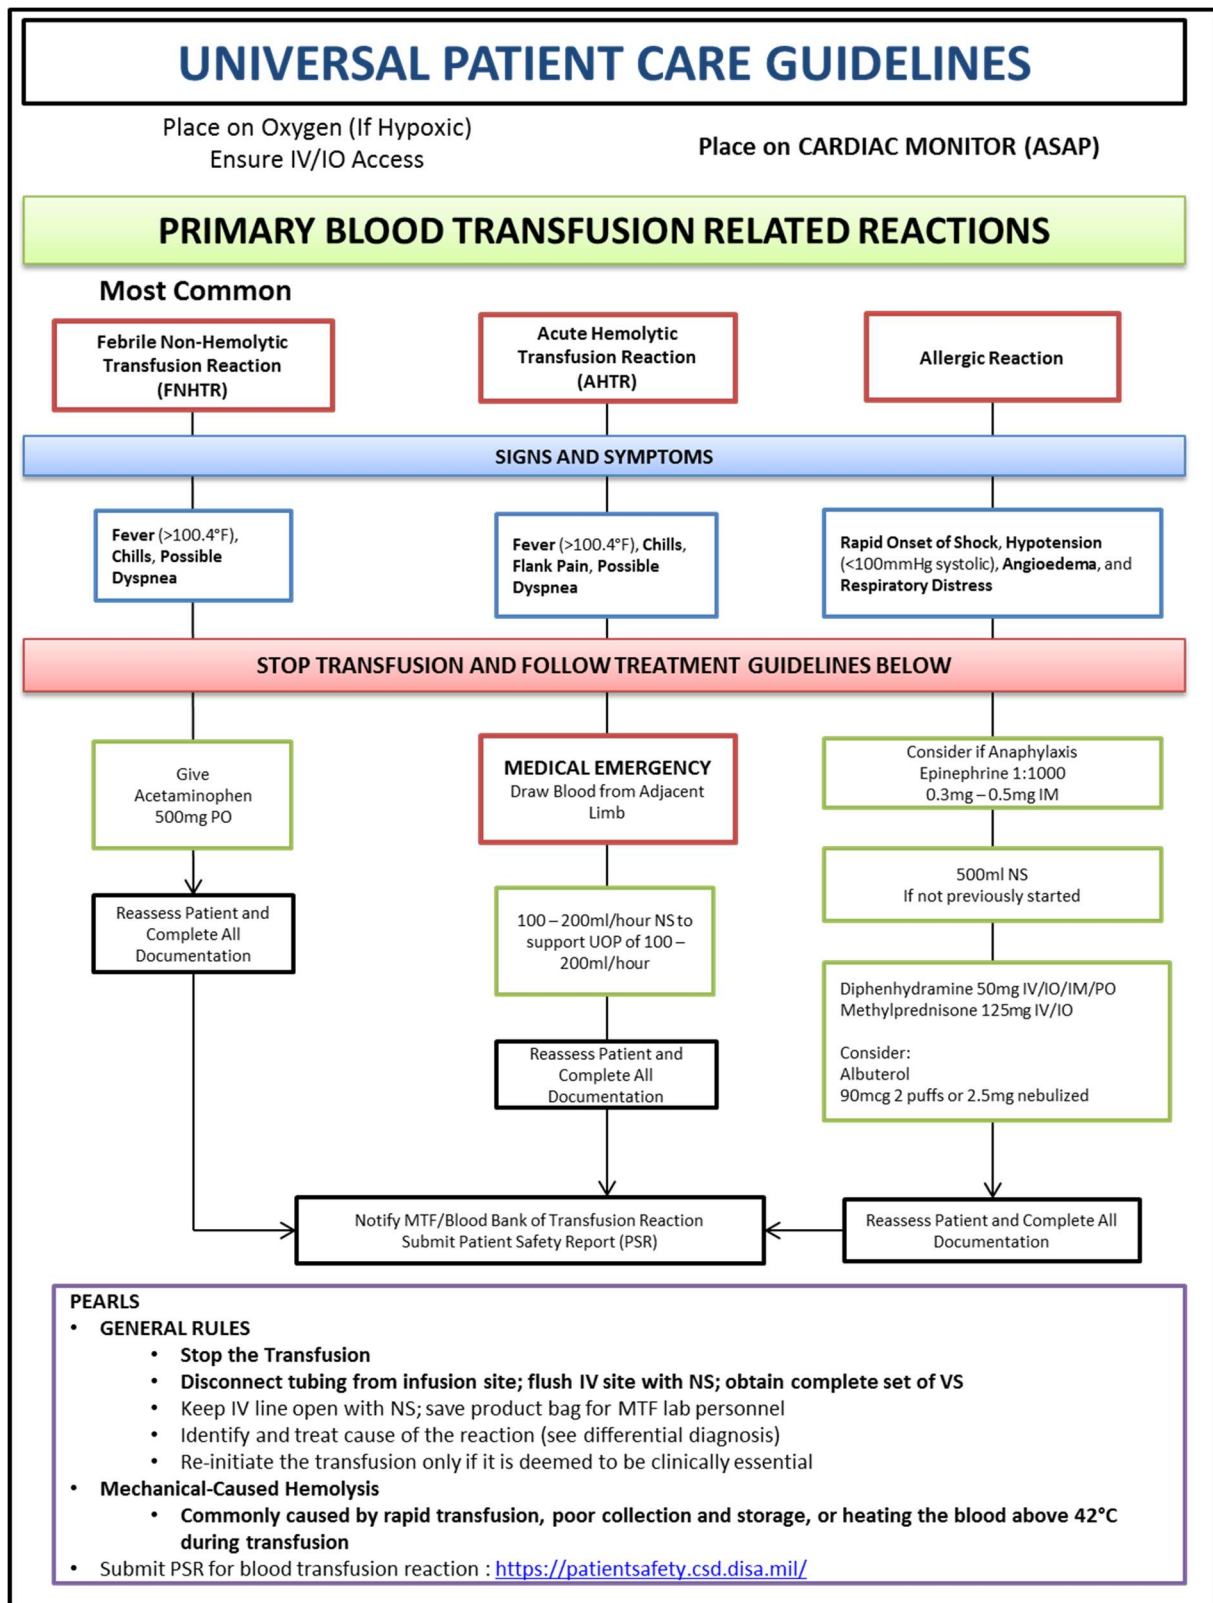 UNIVERSAL PATIENT CARE GUIDELINES
Place on Oxygen (If Hypoxic)
Ensure IV/IO Access
Place on CARDIAC MONITOR (ASAP)
PRIMARY BLOOD TRANSFUSION RELATED REACTIONS
Most Common
Febrile Non-Hemolytic
Transfusion Reaction
(FNHTR)
Acute Hemolytic
Transfusion Reaction
(AHTR)
Allergic Reaction
SIGNS AND SYMPTOMS
Fever (>100.4°F),
Chills, Possible
Dyspnea
Fever (>100.4°F), Chills,
Flank Pain, Possible
Dyspnea
Rapid Onset of Shock, Hypotension
(<100mmHg systolic), Angioedema, and
Respiratory Distress
STOP TRANSFUSION AND FOLLOW TREATMENT GUIDELINES BELOW
Give
Acetaminophen
500mg PO
Reassess Patient and
Complete All
Documentation
MEDICAL EMERGENCY
Draw Blood from Adjacent
Limb
100 – 200ml/hour NS to
support UOP of 100 –
200ml/hour
Reassess Patient and
Complete All
Documentation
Consider if Anaphylaxis
Epinephrine 1:1000
0.3mg – 0.5mg IM
500ml NS
If not previously started
Diphenhydramine 50mg IV/IO/IM/PO
Methylprednisone 125mg IV/IO
Consider:
Albuterol
90mcg 2 puffs or 2.5mg nebulized
Reassess Patient and Complete All
Documentation
Notify MTF/Blood Bank of Transfusion Reaction
Submit Patient Safety Report (PSR)
PEARLS
• GENERAL RULES
• Stop the Transfusion
• Disconnect tubing from infusion site; flush IV site with NS; obtain complete set of VS
• Keep IV line open with NS; save product bag for MTF lab personnel
• Identify and treat cause of the reaction (see differential diagnosis)
• Re-initiate the transfusion only if it is deemed to be clinically essential
• Mechanical-Caused Hemolysis
• Commonly caused by rapid transfusion, poor collection and storage, or heating the blood above 42°C
during transfusion
• Submit PSR for blood transfusion reaction : https://patientsafety.csd.disa.mil/